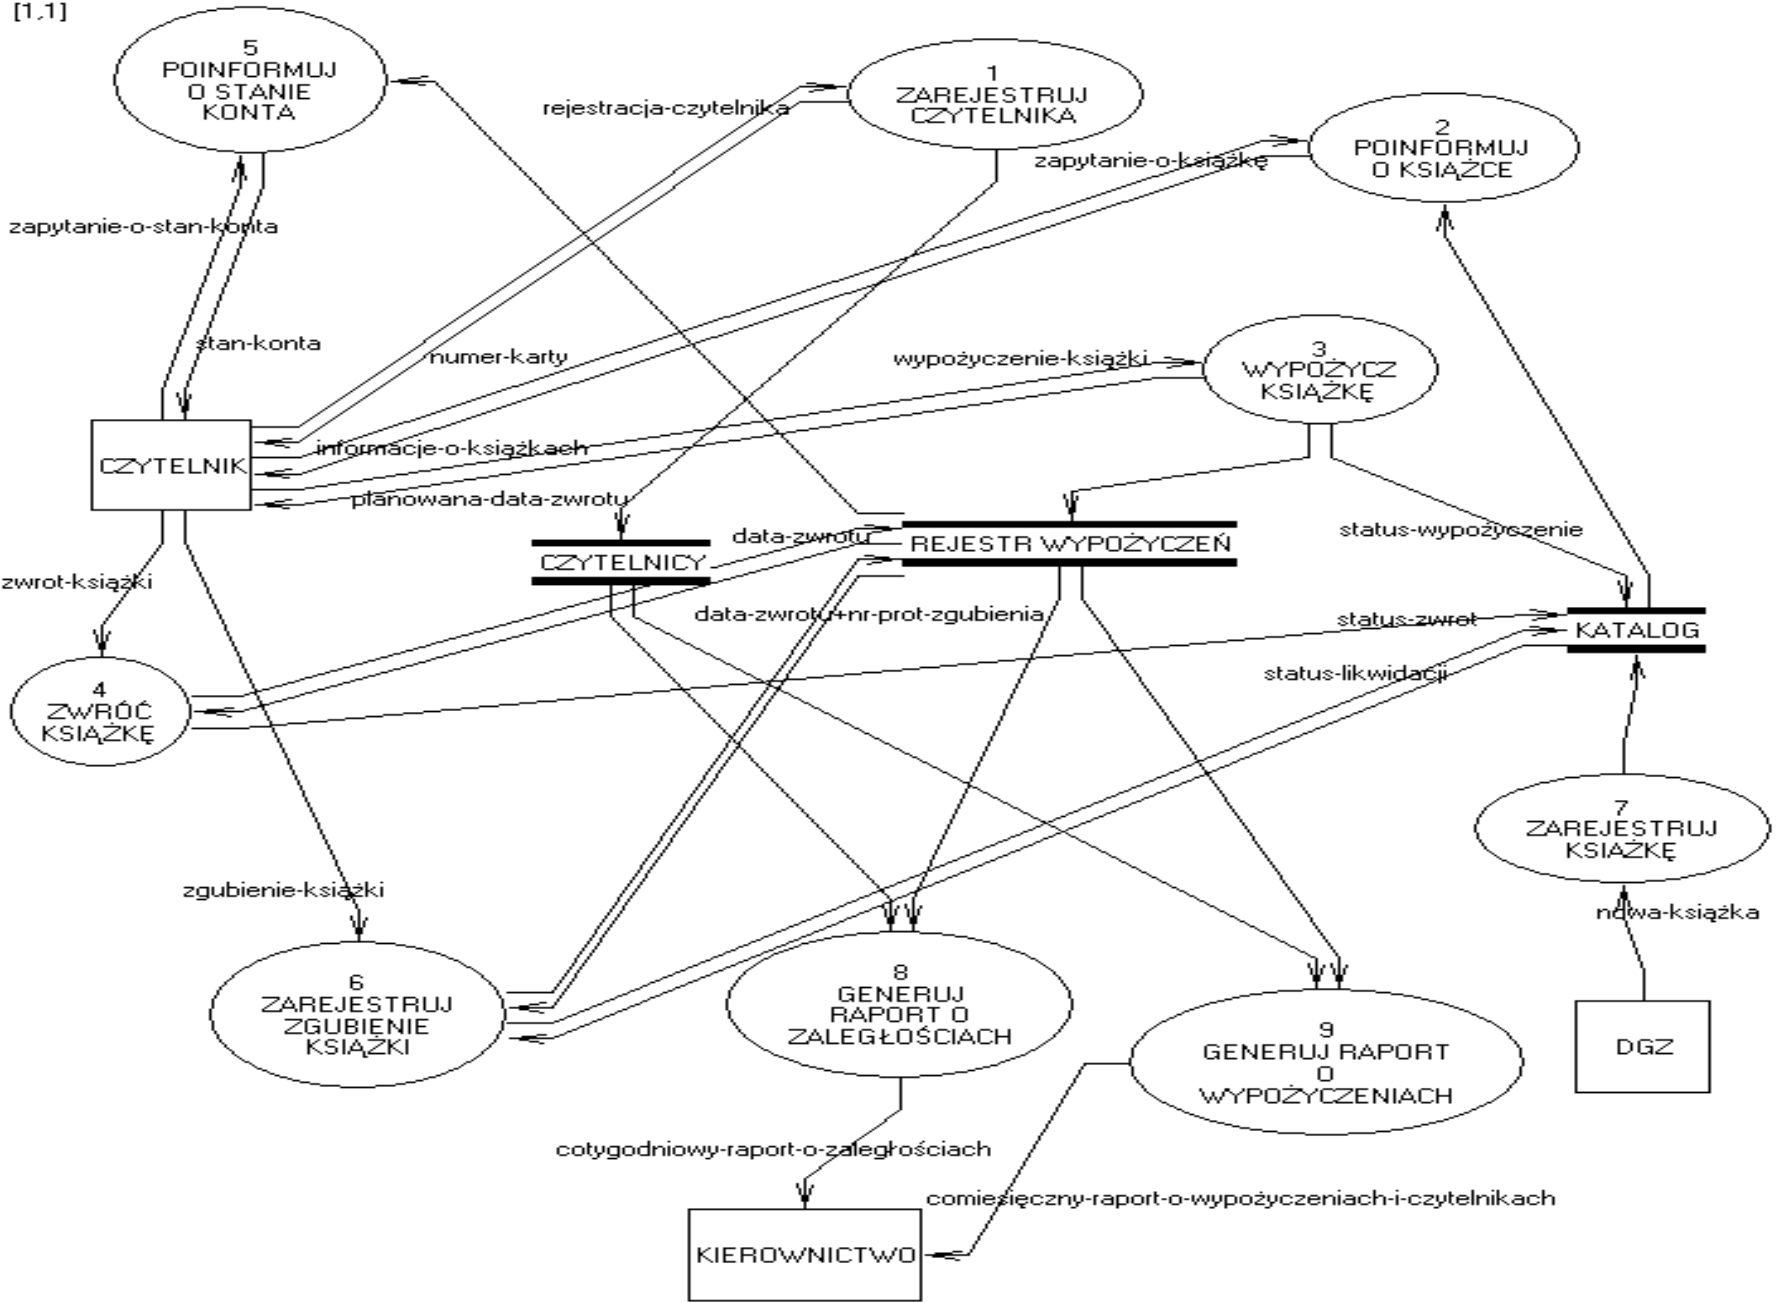 [1,1]
5
POINFORMUJ
O STANIE
KONTA
1
ZAREJESTRUJ
CZYTELNIKA
rejestracja-czytelnika
2
POINFORMUJ
O KSIĄŻCE
zapytanie-o-książkę
zapytanie-o-stan-konta
stan-konta
numer-karty
wypożyczenie-książki
3
WYPOŻYCZ
KSIĄŻKĘ
CZYTELNIK
informacje-o-książkach
planowana-data-zwrotu
status-wypożyczenie
data-zwrotu
REJESTR WYPOŻYCZEŃ
CZYTELNICY
zwrot-książki
data-zwrotu+nr-prot-zgubienia
status-zwrot
KATALOG
status-likwidacji
4
ZWRÓĆ
KSIĄŻKĘ
7
ZAREJESTRUJ
KSIAŻKĘ
zgubienie-książki
nowa-książka
6
ZAREJESTRUJ
ZGUBIENIE
KSIĄŻKI
8
GENERUJ
RAPORT O
ZALEGŁOŚCIACH
9
GENERUJ RAPORT
O
WYPOŻYCZENIACH
DGZ
cotygodniowy-raport-o-zaległościach
comiesięczny-raport-o-wypożyczeniach-i-czytelnikach
KIEROWNICTWO